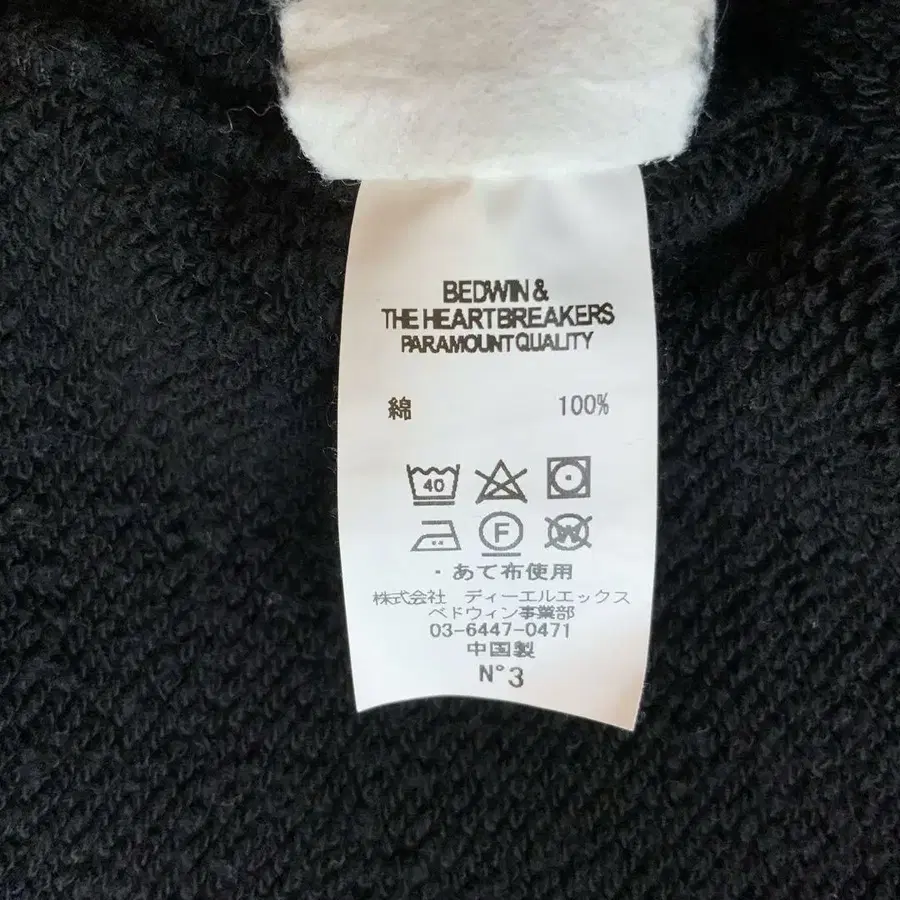 BEDWIN &
THE HEARTBREAKERS
PARAMOUNT QUALITY
綿 100%
40
F W
・あて布使用
株式会社 ディーエルエックス
ベドウィン事業部
03-6447-0471
中国製
N°3